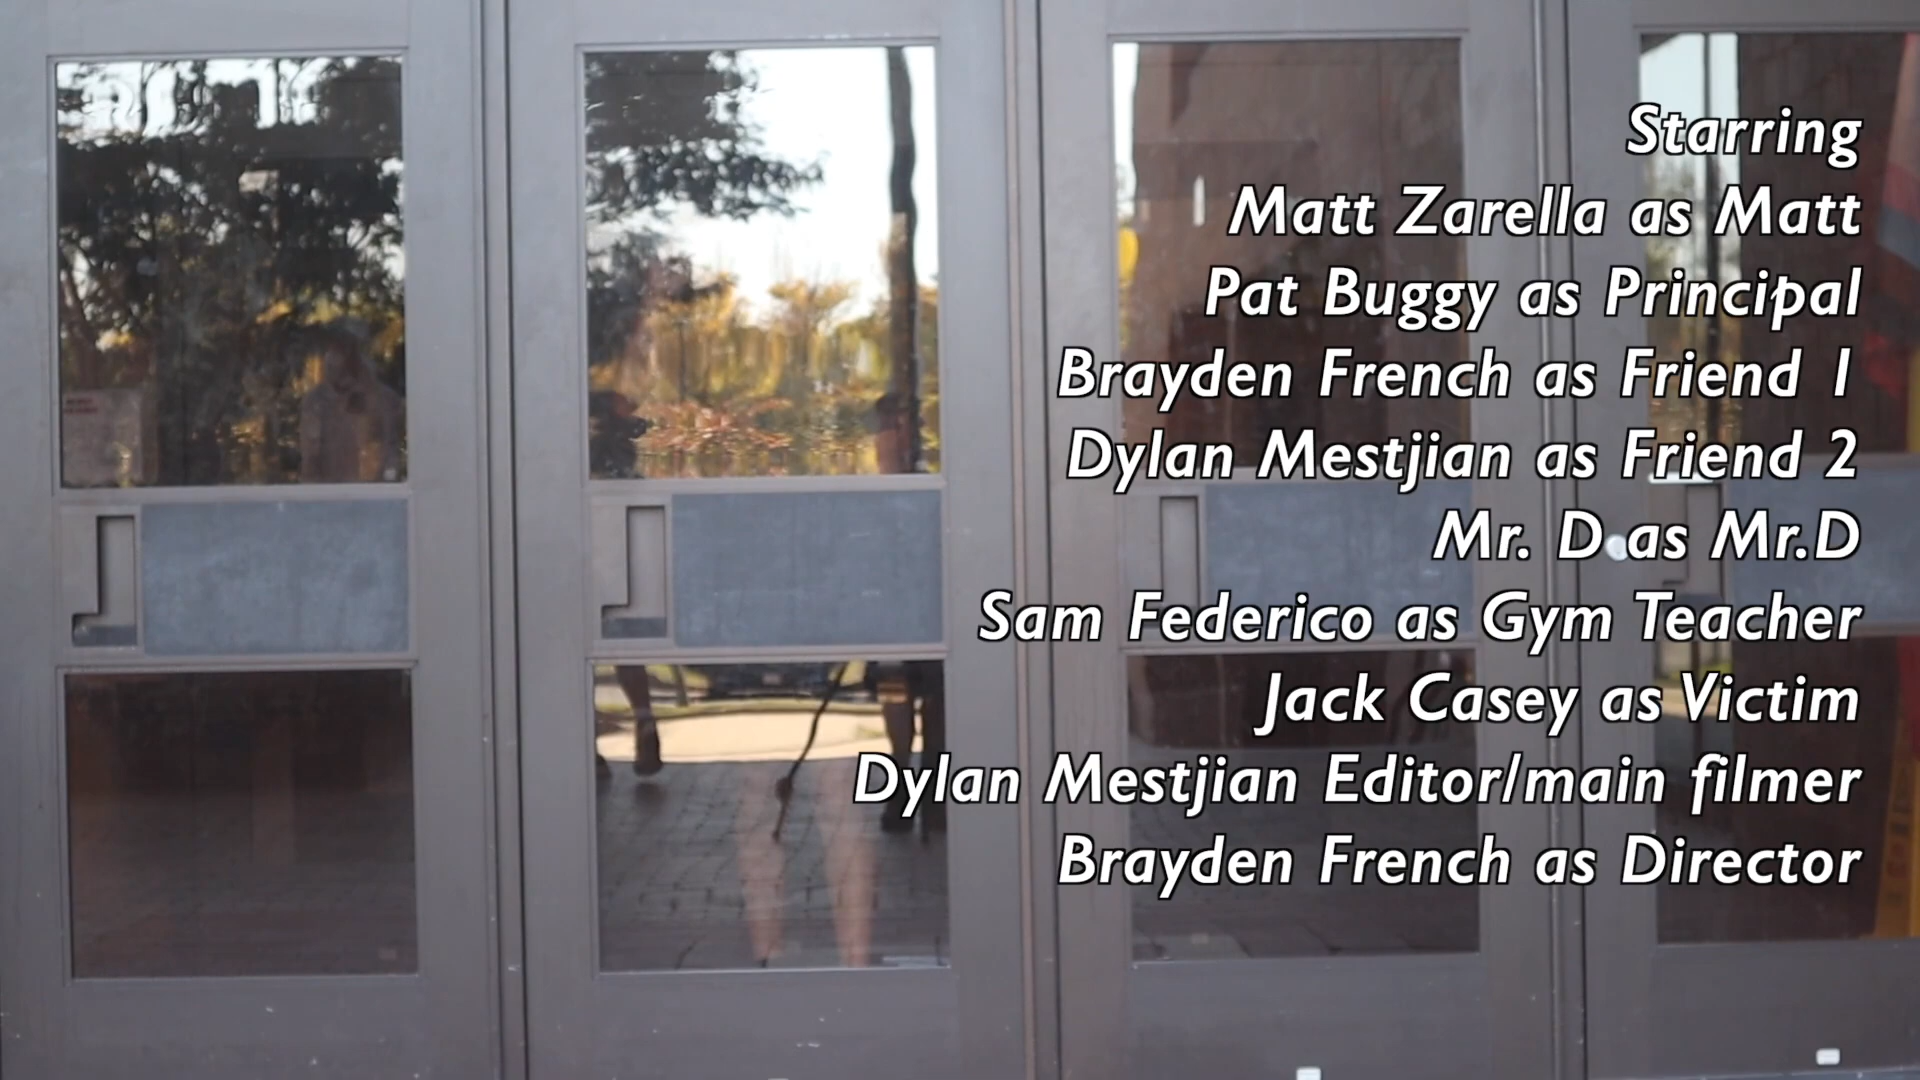 Starring
Matt Zarella as Matt
Pat Buggy as Principal
Brayden French as Friend 1
Dylan Mestjian as Friend 2
Mr. D as Mr.D
Sam Federico as Gym Teacher
Jack Casey as Victim
Dylan Mestjian Editor/main filmer
Brayden French as Director